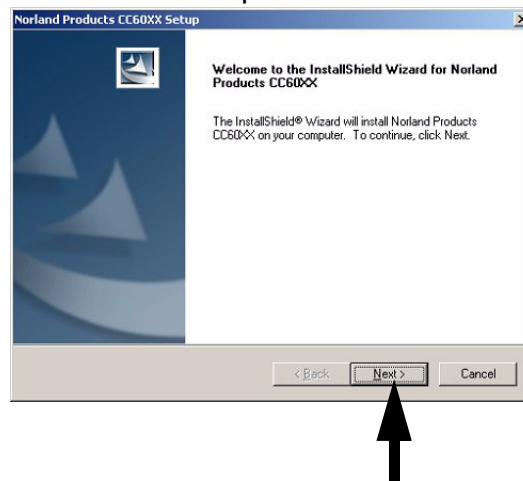 Norland Products CC60XX Setup
Welcome to the InstallShield Wizard for Norland
Products CC60XX
The InstallShield® Wizard will install Norland Products
CC60XX on your computer. To continue, click Next.
< Back
Next >
Cancel